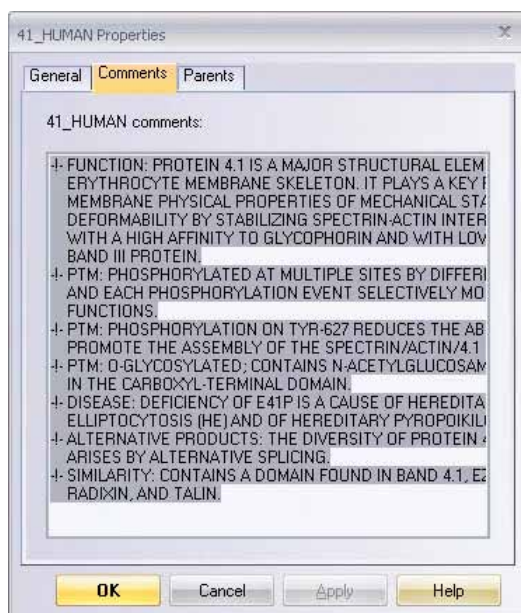 41_HUMAN Properties
General Comments Parents
41_HUMAN comments:
-!- FUNCTION: PROTEIN 4.1 IS A MAJOR STRUCTURAL ELEM
ERYTHROCYTE MEMBRANE SKELETON. IT PLAYS A KEY
MEMBRANE PHYSICAL PROPERTIES OF MECHANICAL STA
DEFORMABILITY BY STABILIZING SPECTRIN-ACTIN INTER
WITH A HIGH AFFINITY TO GLYCOPHORIN AND WITH LOV
BAND III PROTEIN.
-!- PTM: PHOSPHORYLATED AT MULTIPLE SITES BY DIFFER
AND EACH PHOSPHORYLATION EVENT SELECTIVELY MO
FUNCTIONS.
-!- PTM: PHOSPHORYLATION ON TYR-627 REDUCES THE AB
PROMOTE THE ASSEMBLY OF THE SPECTRIN/ACTIN/4.1
-!- PTM: O-GLYCOSYLATED; CONTAINS N-ACETYLGLUCOSAM
IN THE CARBOXYL-TERMINAL DOMAIN.
-!- DISEASE: DEFICIENCY OF E41P IS A CAUSE OF HEREDITA
ELLIPTOCYTOSIS (HE) AND OF HEREDITARY PYROPOIKIL
-!- ALTERNATIVE PRODUCTS: THE DIVERSITY OF PROTEIN 4
ARISES BY ALTERNATIVE SPLICING.
-!- SIMILARITY: CONTAINS A DOMAIN FOUND IN BAND 4.1, EZ
RADIXIN, AND TALIN.
OK Cancel Apply Help